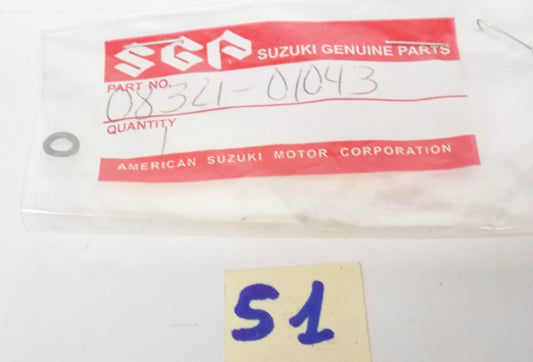 SGP SUZUKI GENUINE PARTS
PART NO.
08321-01043
QUANTITY
1
AMERICAN SUZUKI MOTOR CORPORATION
S1